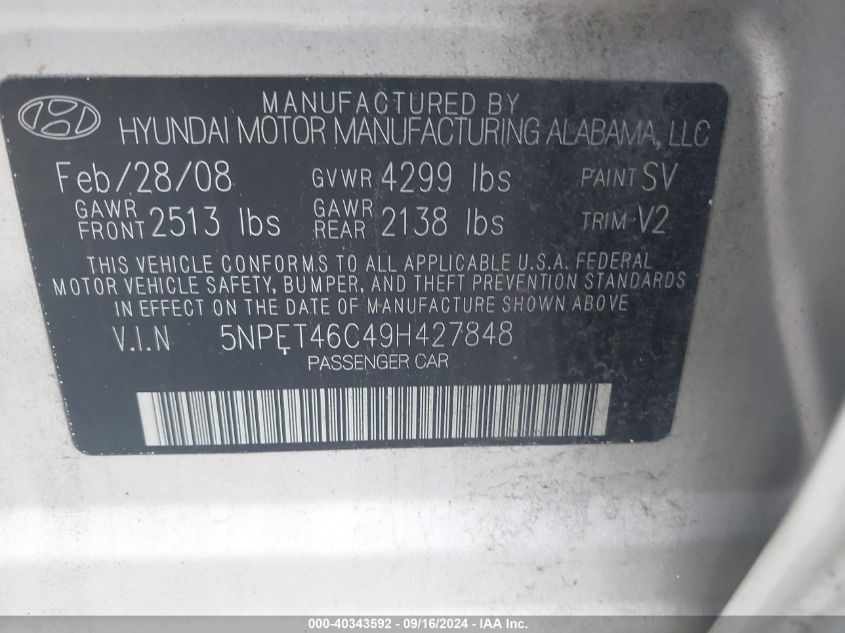 MANUFACTURED BY
HYUNDAI MOTOR MANUFACTURING ALABAMA, LLC
Feb/28/08 GVWR 4299 lbs PAINT SV
GAWR FRONT 2513 lbs GAWR REAR 2138 lbs TRIM V2
THIS VEHICLE CONFORMS TO ALL APPLICABLE U.S.A. FEDERAL
MOTOR VEHICLE SAFETY, BUMPER, AND THEFT PREVENTION STANDARDS
IN EFFECT ON THE DATE OF MANUFACTURE SHOWN ABOVE
V.I.N 5NPET46C49H427848
PASSENGER CAR
000-40343592 - 09/16/2024 - IAA Inc.